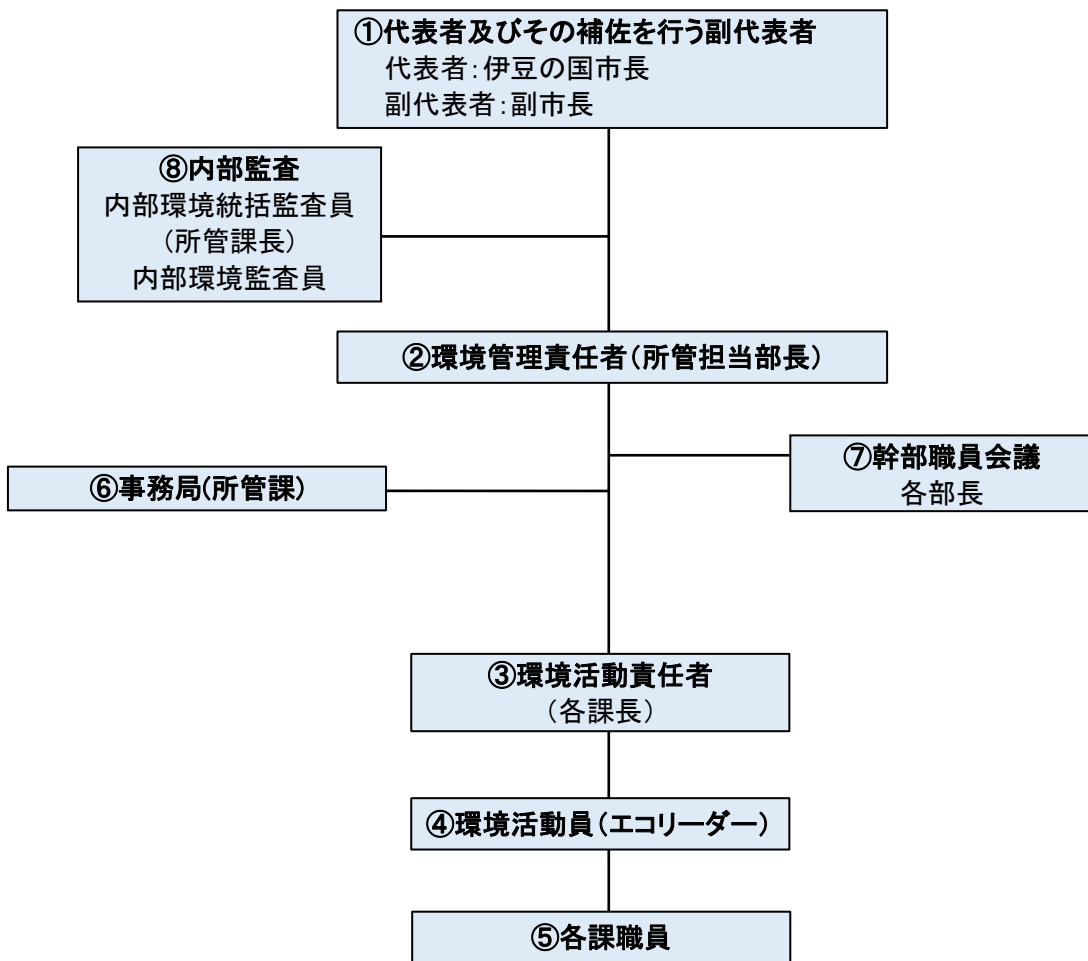 ①代表者及びその補佐を行う副代表者
代表者：伊豆の国市長
副代表者：副市長
⑧内部監査
内部環境統括監査員
（所管課長）
内部環境監査員
②環境管理責任者（所管担当部長）
⑦幹部職員会議
各部長
⑥事務局(所管課)
③環境活動責任者
（各課長）
④環境活動員（エコリーダー）
⑤各課職員